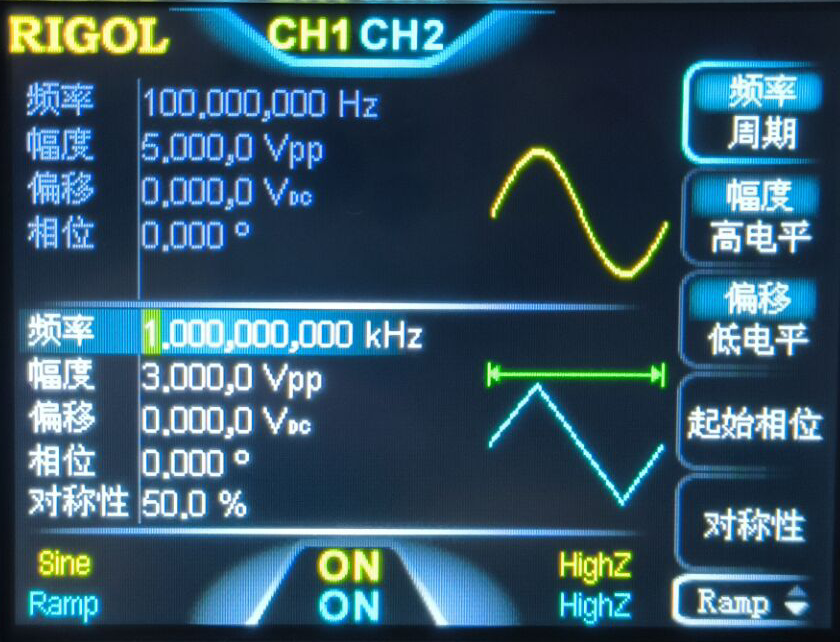 RIGOL CH1 CH2
频率 100.000,000 Hz
幅度 5.000,0 Vpp
偏移 0.000,0 VDC
相位 0.000 °
频率 1.000,000,000 kHz
幅度 3.000,0 Vpp
偏移 0.000,0 VDC
相位 0.000 °
对称性 50.0 %
Sine ON HighZ
Ramp ON HighZ
频率
周期
幅度
高电平
偏移
低电平
起始相位
对称性
Ramp